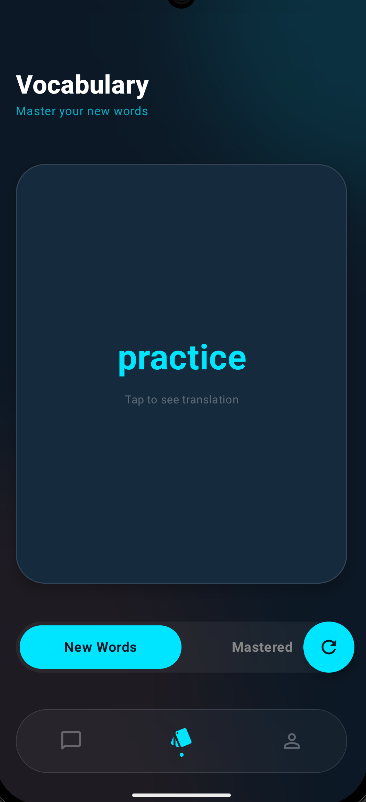 Vocabulary
Master your new words
practice
Tap to see translation
New Words
Mastered